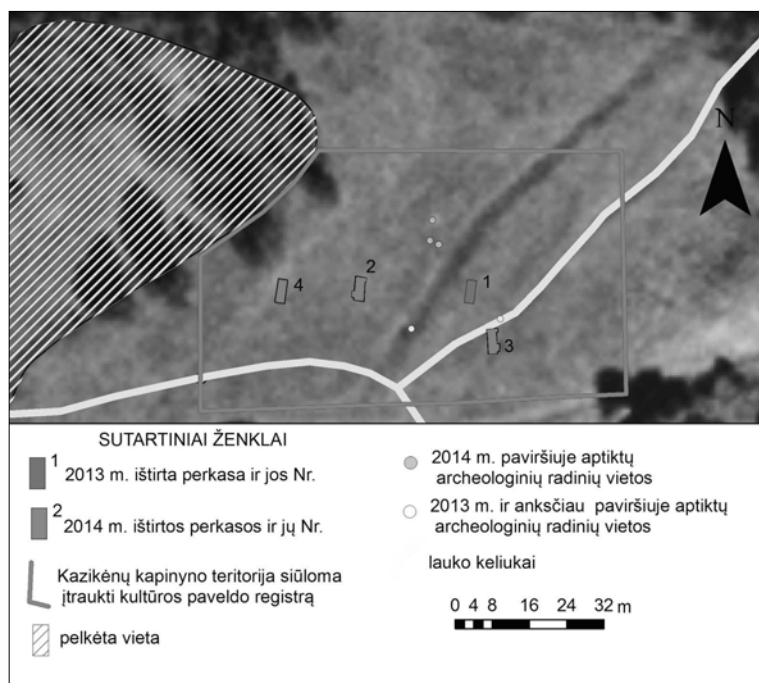 N
4
2
1
3
SUTARTINIAI ŽENKLAI
1
2013 m. ištirta perkasa ir jos Nr.
2
2014 m. ištirtos perkasos ir jų Nr.
Kazikėnų kapinyno teritorija siūloma
įtraukti kultūros paveldo registrą
pelkėta vieta
2014 m. paviršiuje aptiktų
archeologinių radinių vietos
2013 m. ir anksčiau paviršiuje aptiktų
archeologinių radinių vietos
lauko keliukai
0 4 8 16 24 32 m